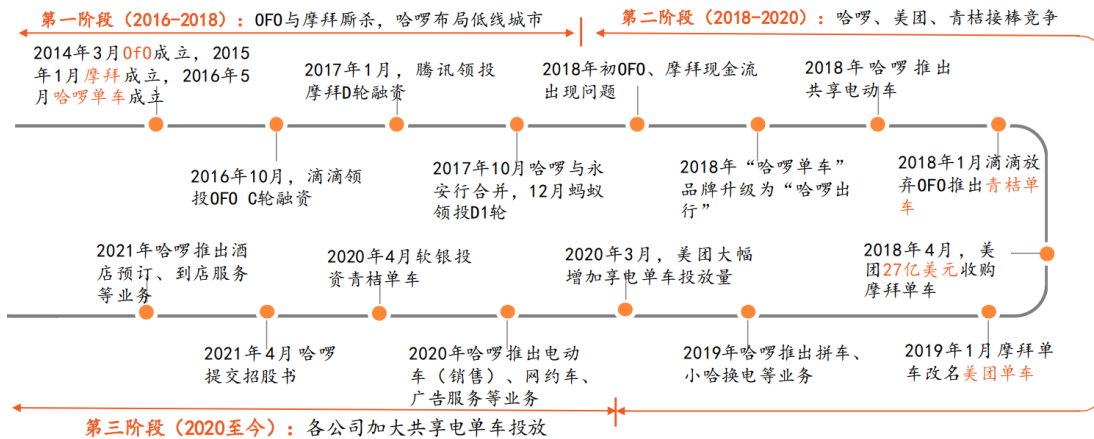 第一阶段（2016-2018）：OFO与摩拜厮杀，哈啰布局低线城市
第二阶段（2018-2020）：哈啰、美团、青桔接棒竞争
2014年3月OfO成立，2015
年1月摩拜成立，2016年5
月哈啰单车成立
2017年1月，腾讯领投
摩拜D轮融资
2018年初OFO、摩拜现金流
出现问题
2018年哈啰推出
共享电动车
2016年10月，滴滴领
投OFO C轮融资
2017年10月哈啰与永
安行合并，12月蚂蚁
领投D1轮
2018年“哈啰单车”
品牌升级为“哈啰出
行”
2018年1月滴滴放
弃OFO推出青桔单
车
2018年4月，美
团27亿美元收购
摩拜单车
2019年1月摩拜单
车改名美团单车
2019年哈啰推出拼车、
小哈换电等业务
2020年3月，美团大幅
增加享电单车投放量
2020年哈啰推出电动
车（销售）、网约车、
广告服务等业务
2020年4月软银投
资青桔单车
2021年4月哈啰
提交招股书
2021年哈啰推出酒
店预订、到店服务
等业务
第三阶段（2020至今）：各公司加大共享电单车投放